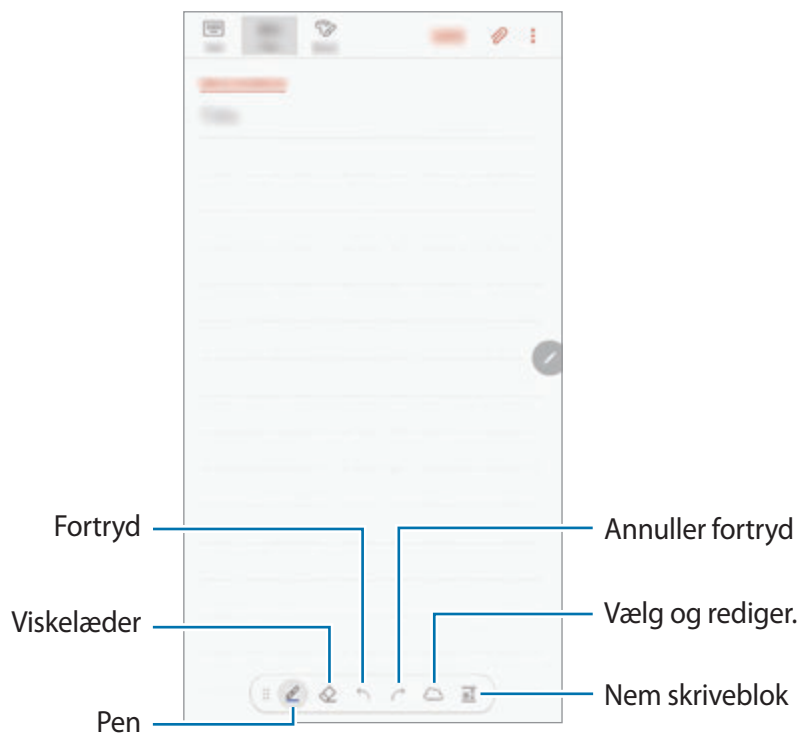 Fortryd
Annuller fortryd
Viskelæder
Vælg og rediger.
Nem skriveblok
Pen